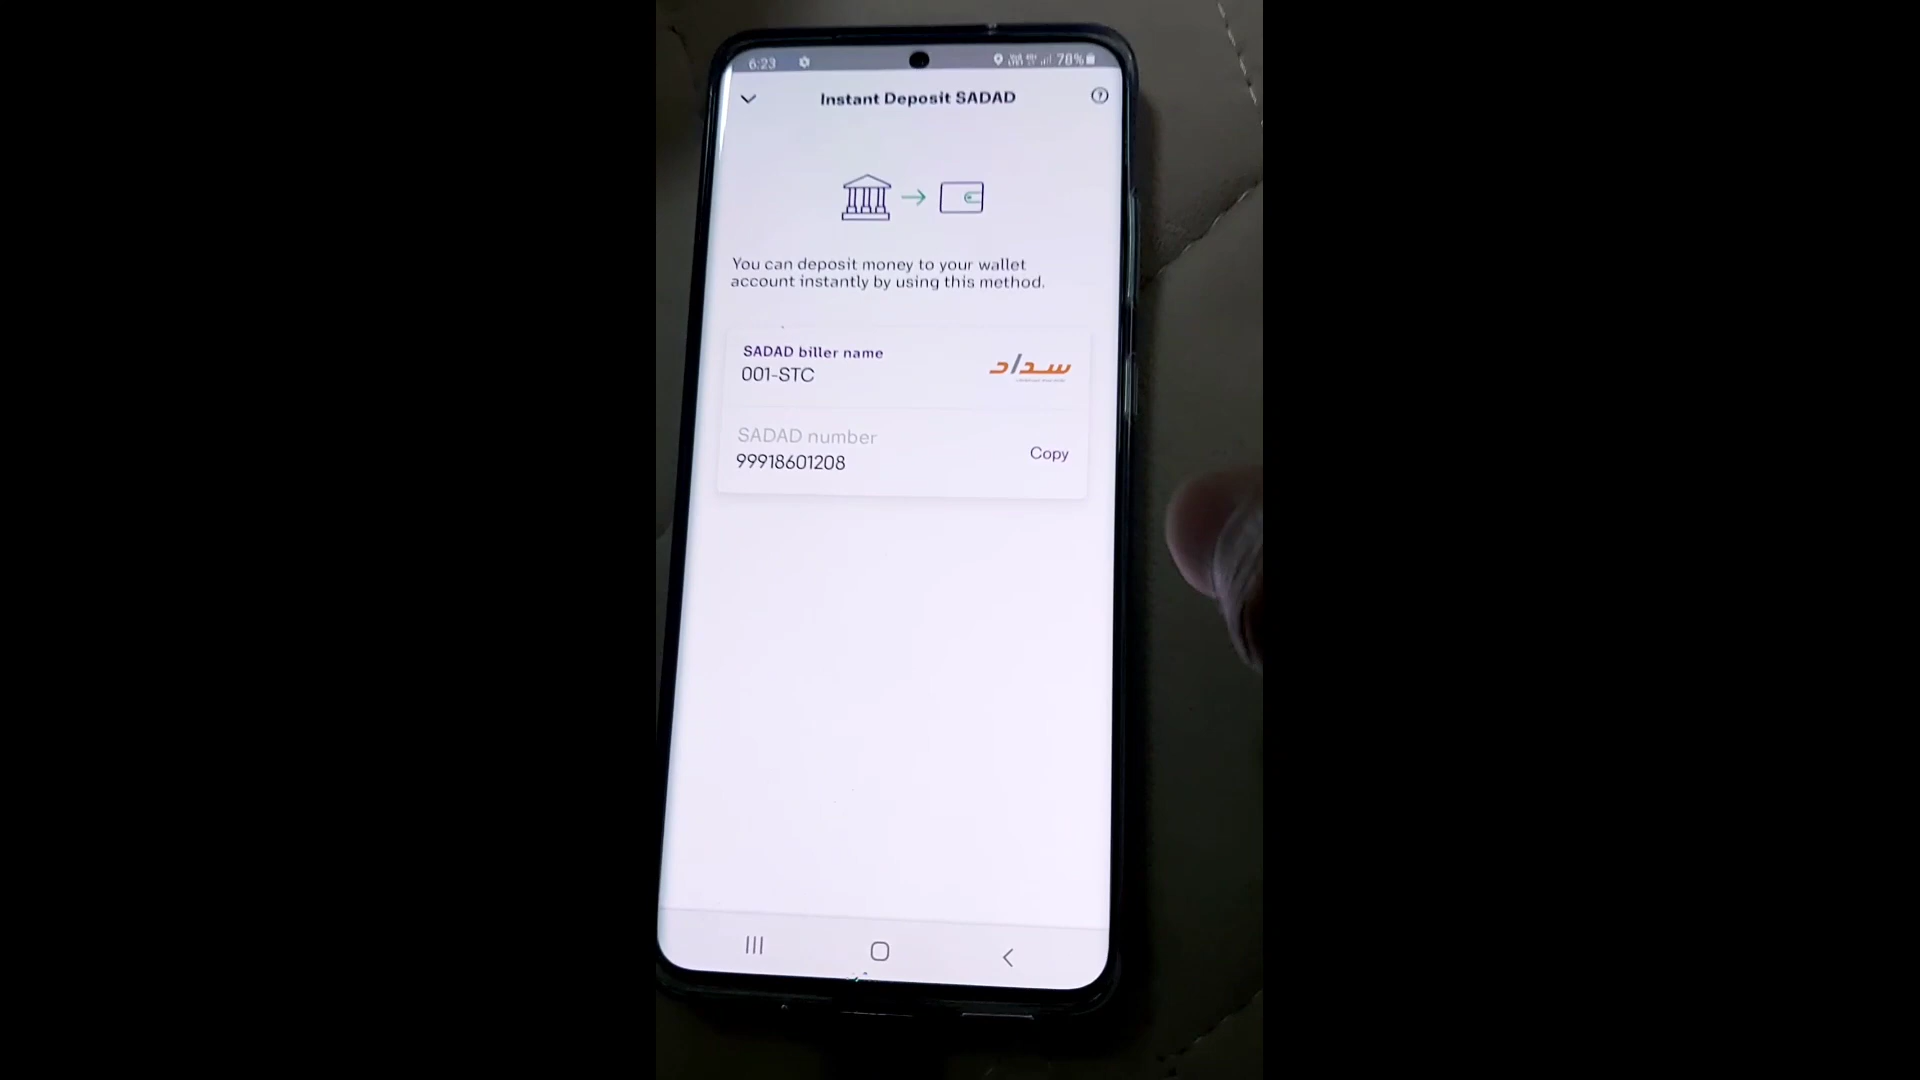 6:23
78%
Instant Deposit SADAD
You can deposit money to your wallet
account instantly by using this method.
SADAD biller name
001-STC
سداد
SADAD number
99918601208
Copy